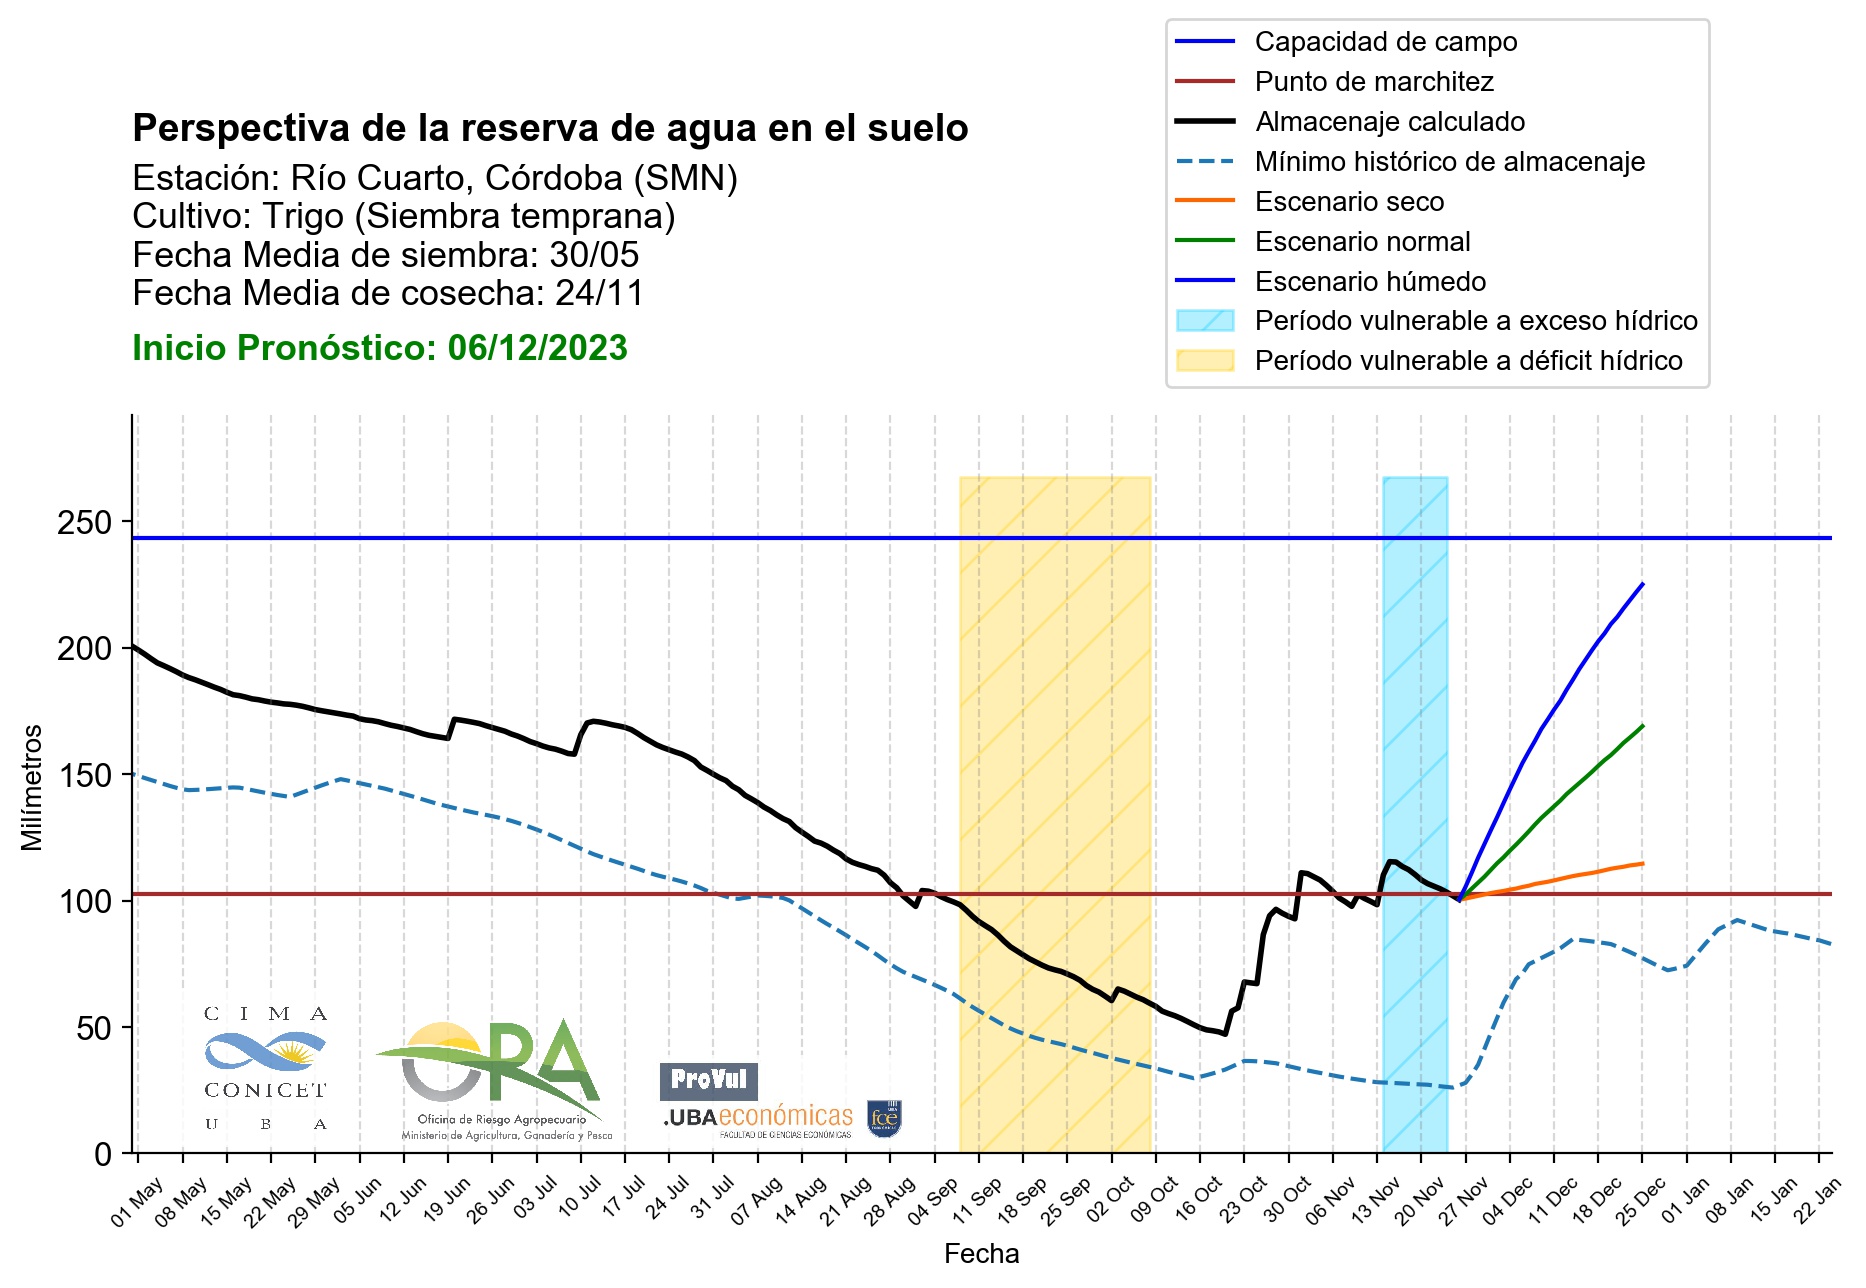 Capacidad de campo
Punto de marchitez
Almacenaje calculado
Mínimo histórico de almacenaje
Escenario seco
Escenario normal
Escenario húmedo
Período vulnerable a exceso hídrico
Período vulnerable a déficit hídrico
Perspectiva de la reserva de agua en el suelo
Estación: Río Cuarto, Córdoba (SMN)
Cultivo: Trigo (Siembra temprana)
Fecha Media de siembra: 30/05
Fecha Media de cosecha: 24/11
Inicio Pronóstico: 06/12/2023
Milímetros
250
200
150
100
50
0
CIMA
CONICET
UBA
ORA
Oficina de Riesgo Agropecuario
Ministerio de Agricultura, Ganadería y Pesca
ProVul
.UBAeconómicas
FACULTAD DE CIENCIAS ECONÓMICAS
fce
01 May 08 May 15 May 22 May 29 May 05 Jun 12 Jun 19 Jun 26 Jun 03 Jul 10 Jul 17 Jul 24 Jul 31 Jul 07 Aug 14 Aug 21 Aug 28 Aug 04 Sep 11 Sep 18 Sep 25 Sep 02 Oct 09 Oct 16 Oct 23 Oct 30 Oct 06 Nov 13 Nov 20 Nov 27 Nov 04 Dec 11 Dec 18 Dec 25 Dec 01 Jan 08 Jan 15 Jan 22 Jan
Fecha